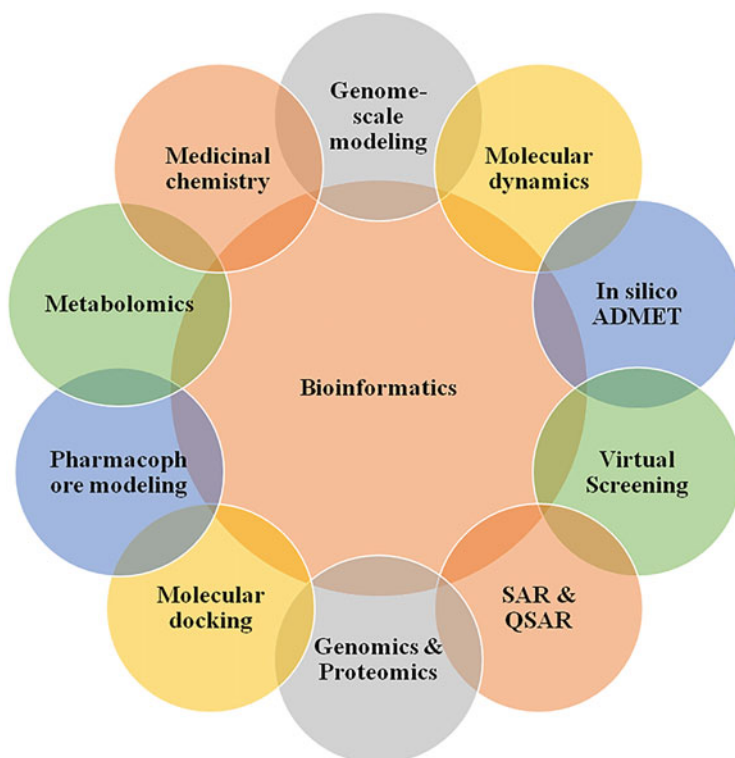 Genome-
scale
modeling
Molecular
dynamics
In silico
ADMET
Virtual
Screening
SAR &
QSAR
Genomics &
Proteomics
Molecular
docking
Pharmacoph
ore modeling
Metabolomics
Medicinal
chemistry
Bioinformatics